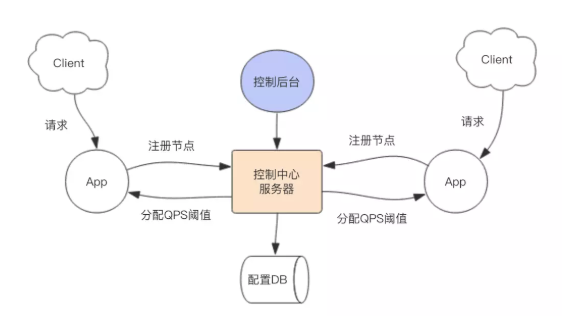 Client
Client
控制后台
请求
请求
注册节点
注册节点
App
控制中心
服务器
App
分配QPS阈值
分配QPS阈值
配置DB